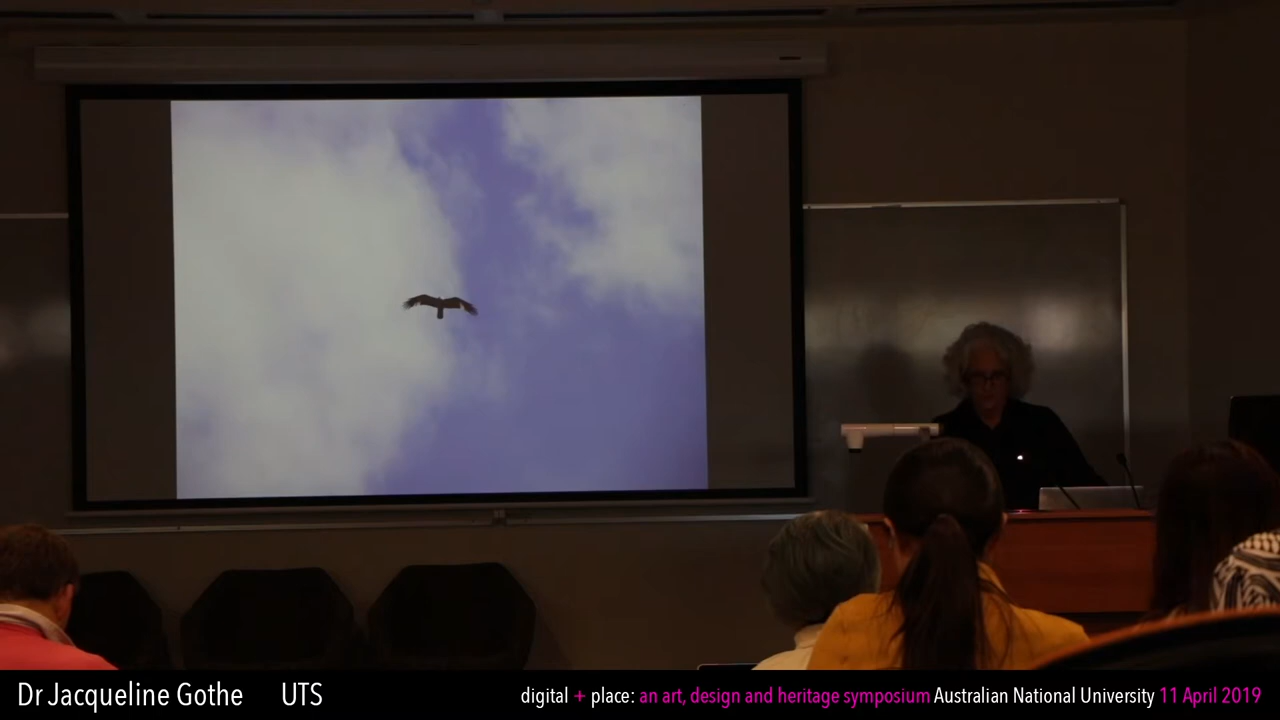 Dr Jacqueline Gothe UTS digital + place: an art, design and heritage symposium Australian National University 11 April 2019